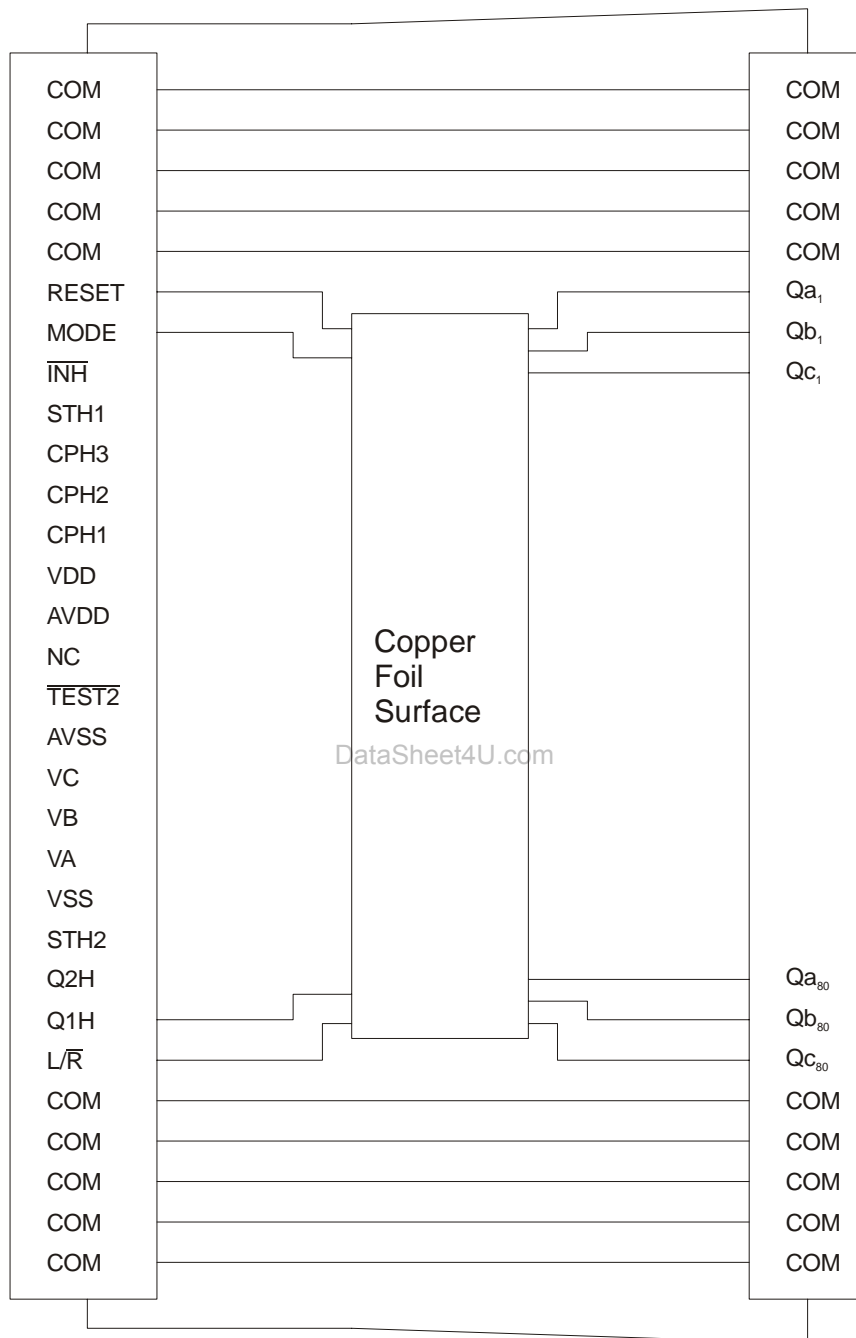 COM
COM
COM
COM
COM
RESET
MODE
INH
STH1
CPH3
CPH2
CPH1
VDD
AVDD
NC
TEST2
AVSS
VC
VB
VA
VSS
STH2
Q2H
Q1H
L/R
COM
COM
COM
COM
COM
Copper
Foil
Surface
DataSheet4U.com
COM
COM
COM
COM
COM
Qa1
Qb1
Qc1
Qa80
Qb80
Qc80
COM
COM
COM
COM
COM